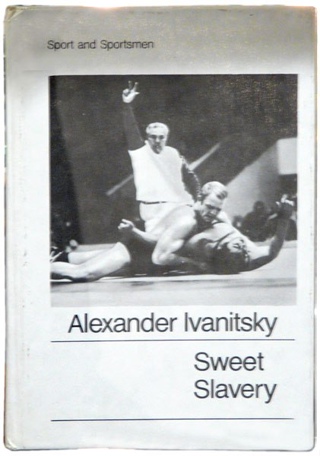 Sport and Sportsmen
Alexander Ivanitsky
Sweet
Slavery